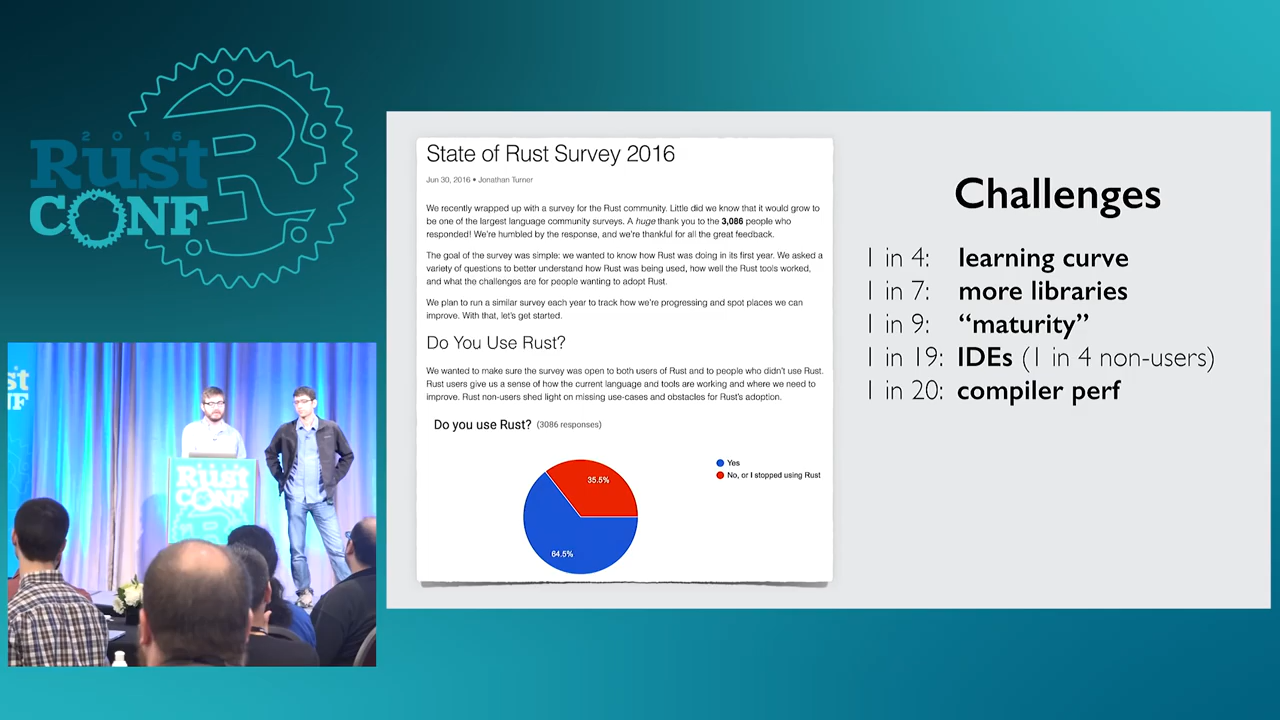 2016
Rust
CONF
State of Rust Survey 2016
Jun 30, 2016 • Jonathan Turner
We recently wrapped up with a survey for the Rust community. Little did we know that it would grow to
be one of the largest language community surveys. A huge thank you to the 3,086 people who
responded! We're humbled by the response, and we're thankful for all the great feedback.
The goal of the survey was simple: we wanted to know how Rust was doing in its first year. We asked a
variety of questions to better understand how Rust was being used, how well the Rust tools worked,
and what the challenges are for people wanting to adopt Rust.
We plan to run a similar survey each year to track how we're progressing and spot places we can
improve. With that, let's get started.
Do You Use Rust?
We wanted to make sure the survey was open to both users of Rust and to people who didn't use Rust.
Rust users give us a sense of how the current language and tools are working and where we need to
improve. Rust non-users shed light on missing use-cases and obstacles for Rust's adoption.
Do you use Rust? (3086 responses)
Yes
No, or I stopped using Rust
35.5%
64.5%
Challenges
1 in 4: learning curve
1 in 7: more libraries
1 in 9: “maturity”
1 in 19: IDEs (1 in 4 non-users)
1 in 20: compiler perf
Rust
CONF